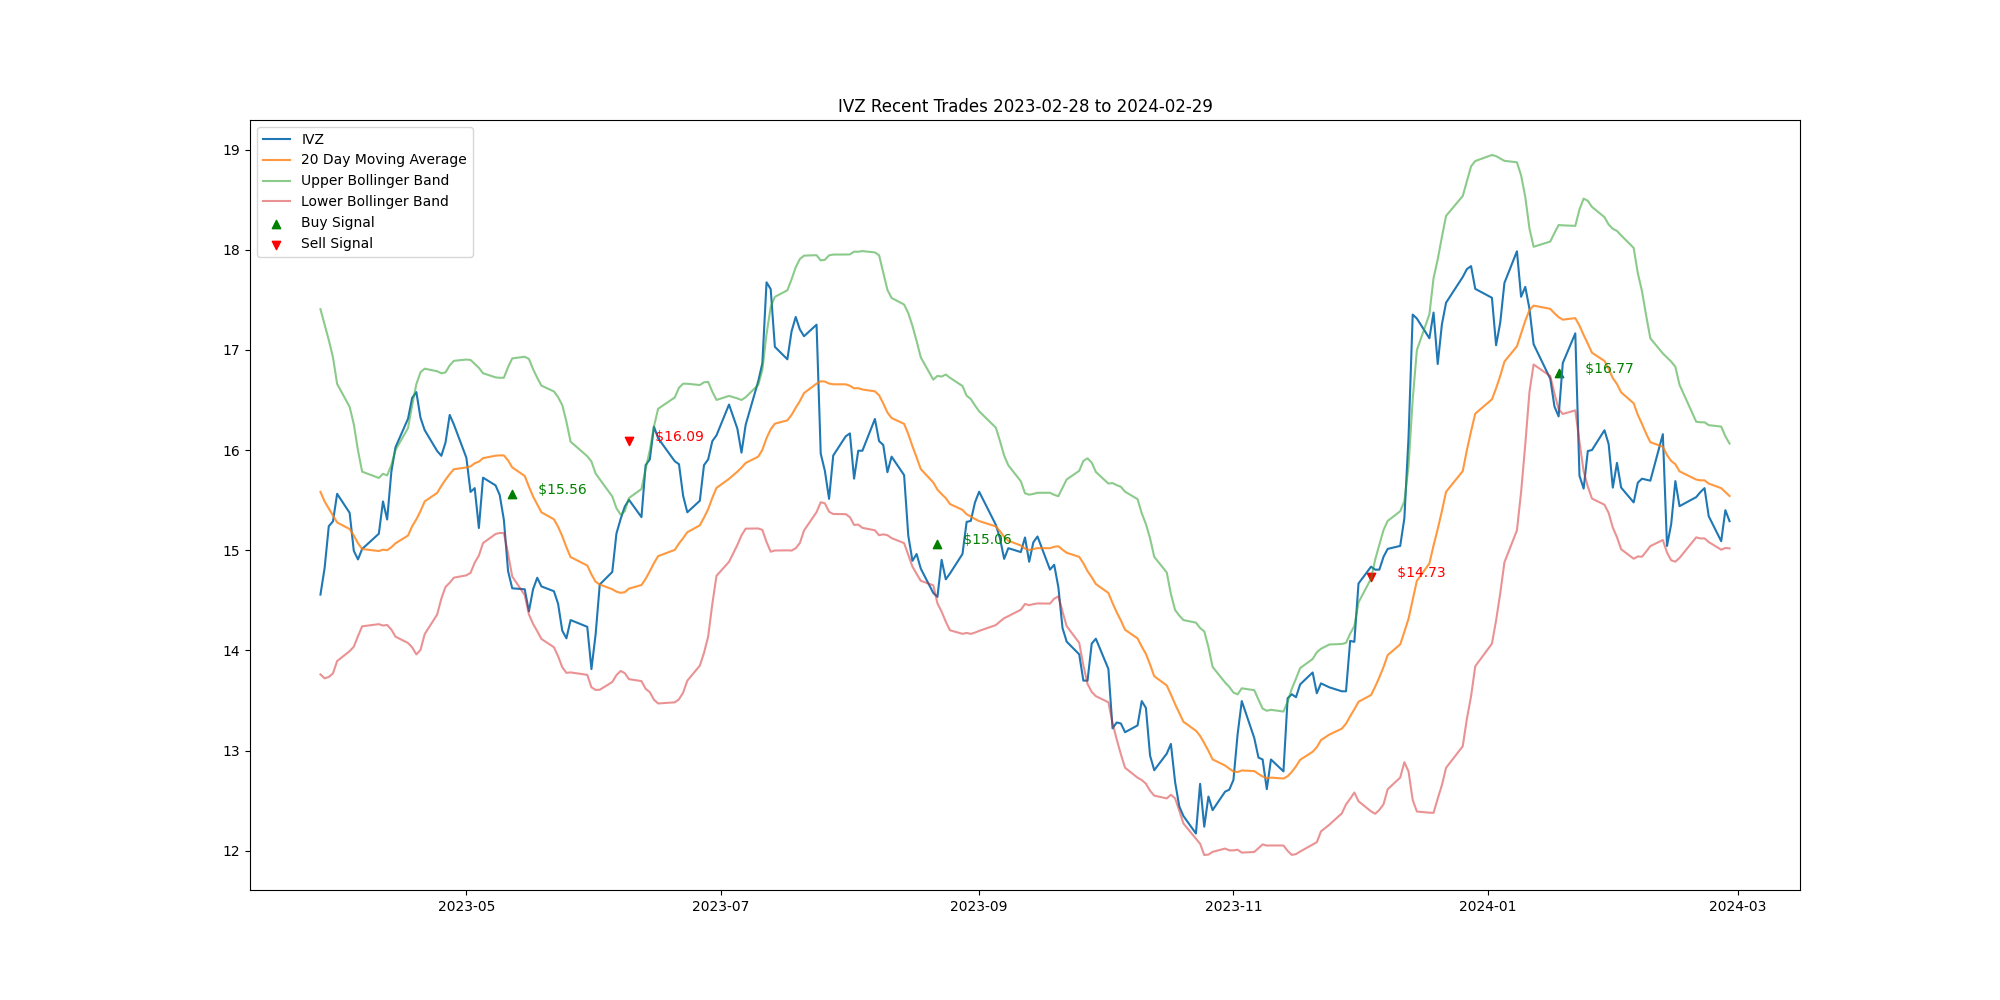 IVZ Recent Trades 2023-02-28 to 2024-02-29
IVZ
20 Day Moving Average
Upper Bollinger Band
Lower Bollinger Band
Buy Signal
Sell Signal
19
18
17
16
15
14
13
12
$15.56
$16.09
$15.06
$14.73
$16.77
2023-05
2023-07
2023-09
2023-11
2024-01
2024-03